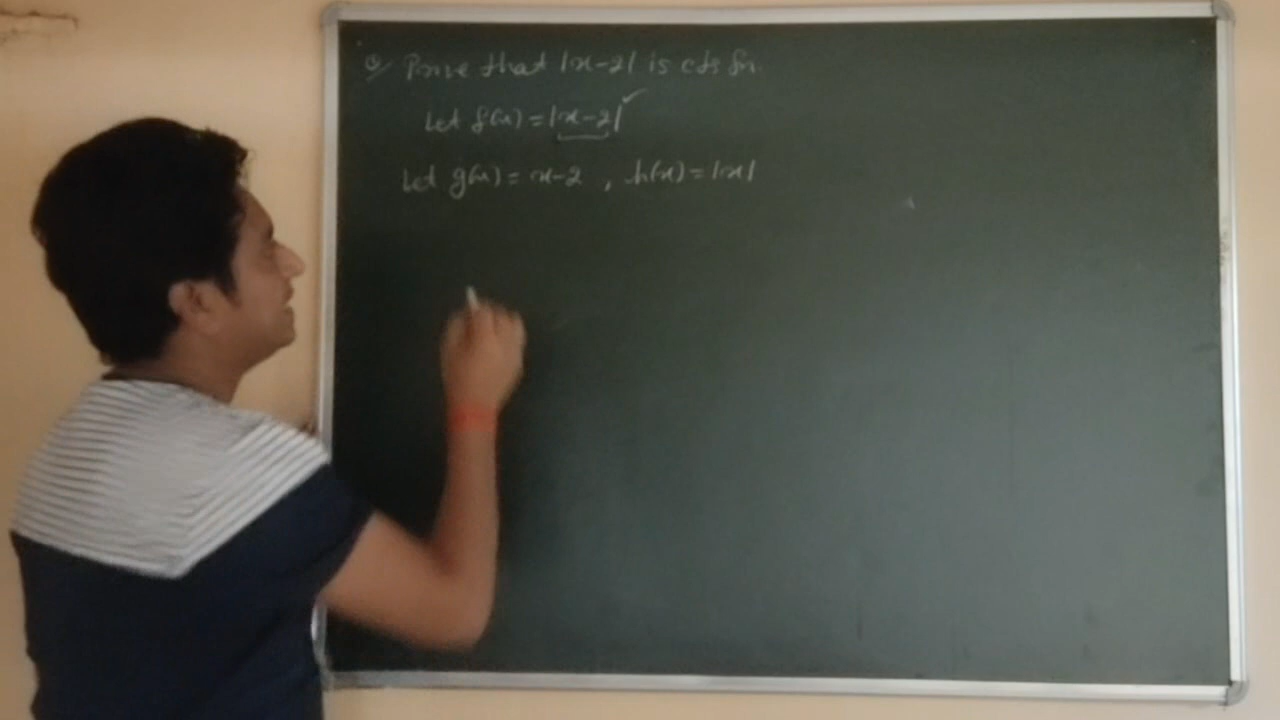 Q/ Prove that |x-2| is cts fn.
Let f(x) = |x-2| ✓
Let g(x) = x-2 , h(x) = |x|